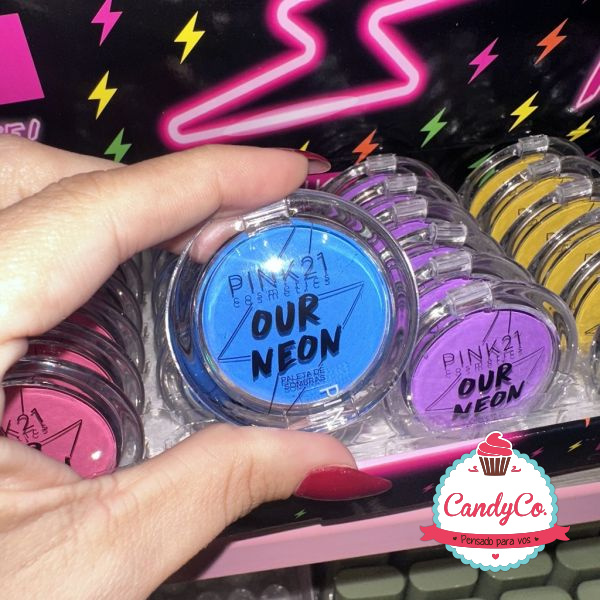 PINK21
cosmetics
OUR
NEON
PALETA DE
SOMBRAS
PINK21
cosmetics
OUR
NEON
CandyCo.
Pensado para vos